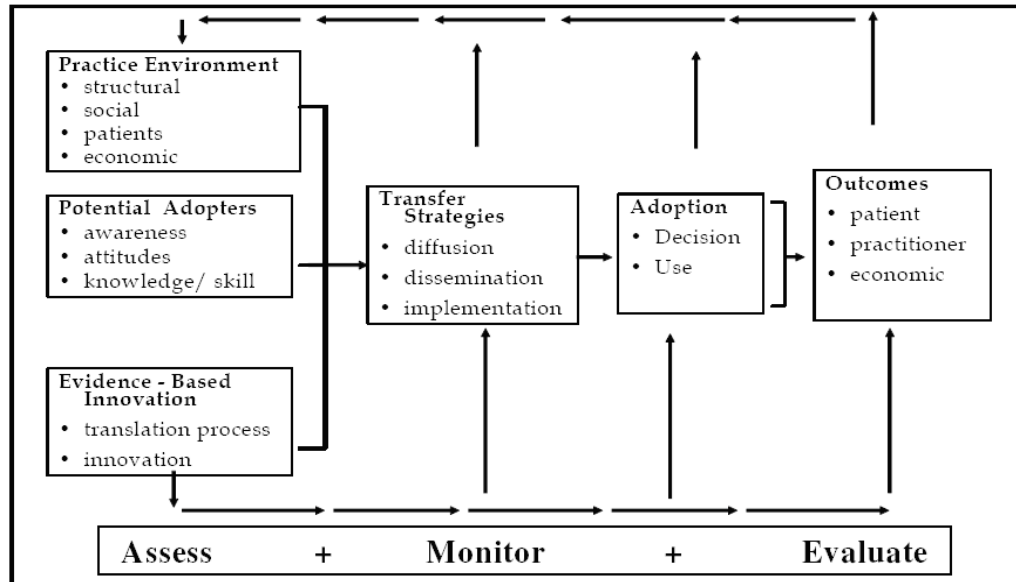 Practice Environment
• structural
• social
• patients
• economic
Potential Adopters
• awareness
• attitudes
• knowledge/ skill
Evidence - Based
Innovation
• translation process
• innovation
Transfer
Strategies
• diffusion
• dissemination
• implementation
Adoption
• Decision
• Use
Outcomes
• patient
• practitioner
• economic
Assess + Monitor + Evaluate